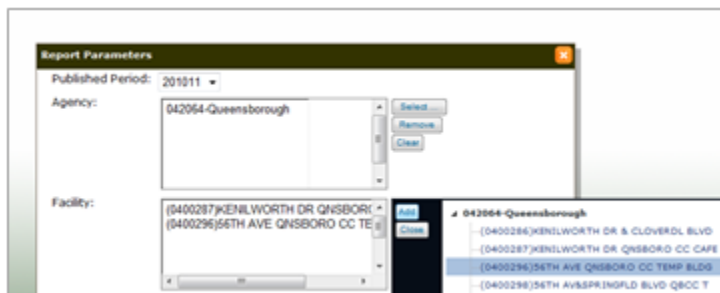 Report Parameters
Published Period: 201011
Agency:
042064-Queensborough
Select...
Remove
Clear
Facility:
(0400287)KENILWORTH DR QNSBORC
(0400296)56TH AVE QNSBORO CC TE
Add
Close
042064-Queensborough
(0400286)KENILWORTH DR & CLOVERDL BLVD
(0400287)KENILWORTH DR QNSBORO CC CAFE
(0400296)56TH AVE QNSBORO CC TEMP BLDG
(0400298)56TH AV&SPRINGFLD BLVD QBCC T